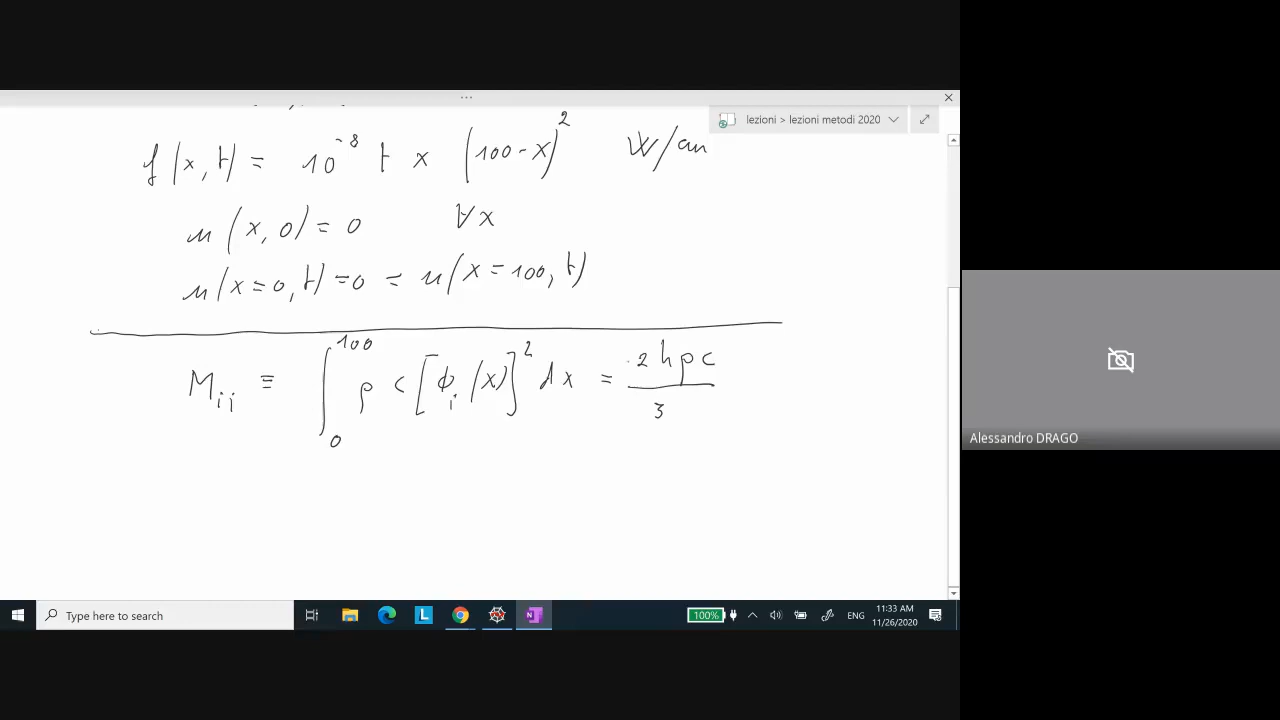 lezioni > lezioni metodi 2020
f(x,t) = 10^-8 t x (100-x)^2 W/cm
u(x,0) = 0 ∀x
u(x=0,t)=0 = u(x=100,t)
M_ii ≡ ∫_0^100 ρ c [ϕ_i(x)]^2 dx = 2hρc/3
Alessandro DRAGO
Type here to search
100% ENG 11:33 AM
11/26/2020